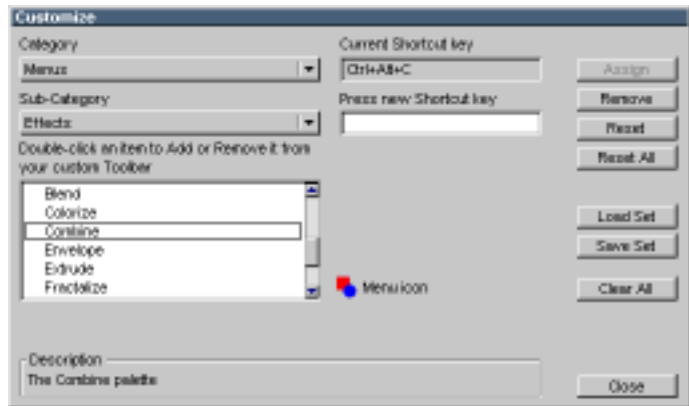 Customize
Category
Menus
Sub-Category
Effects
Double-click an item to Add or Remove it from
your custom Toolbar
Blend
Colorize
Combine
Envelope
Extrude
Fractalize
Current Shortcut key
Ctrl+Alt+C
Press new Shortcut key
Menu icon
Assign
Remove
Reset
Reset All
Load Set
Save Set
Clear All
Description
The Combine palette
Close